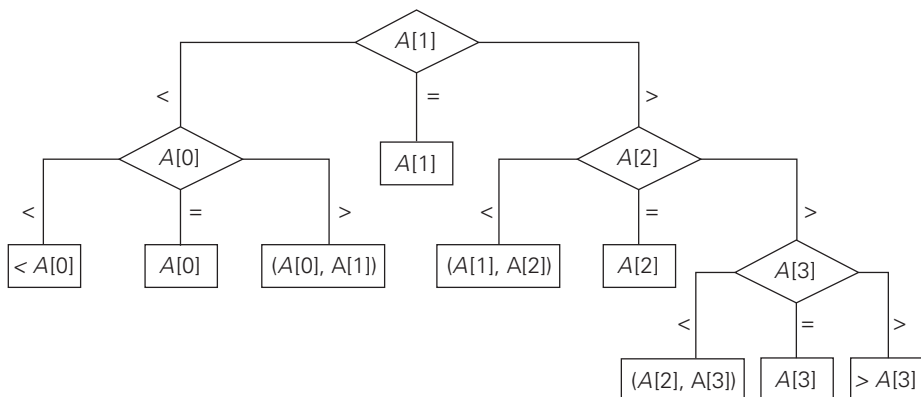 A[1]
< = >
A[0] A[1] A[2]
< = > < = >
< A[0] A[0] (A[0], A[1]) (A[1], A[2]) A[2] A[3]
< = >
(A[2], A[3]) A[3] > A[3]